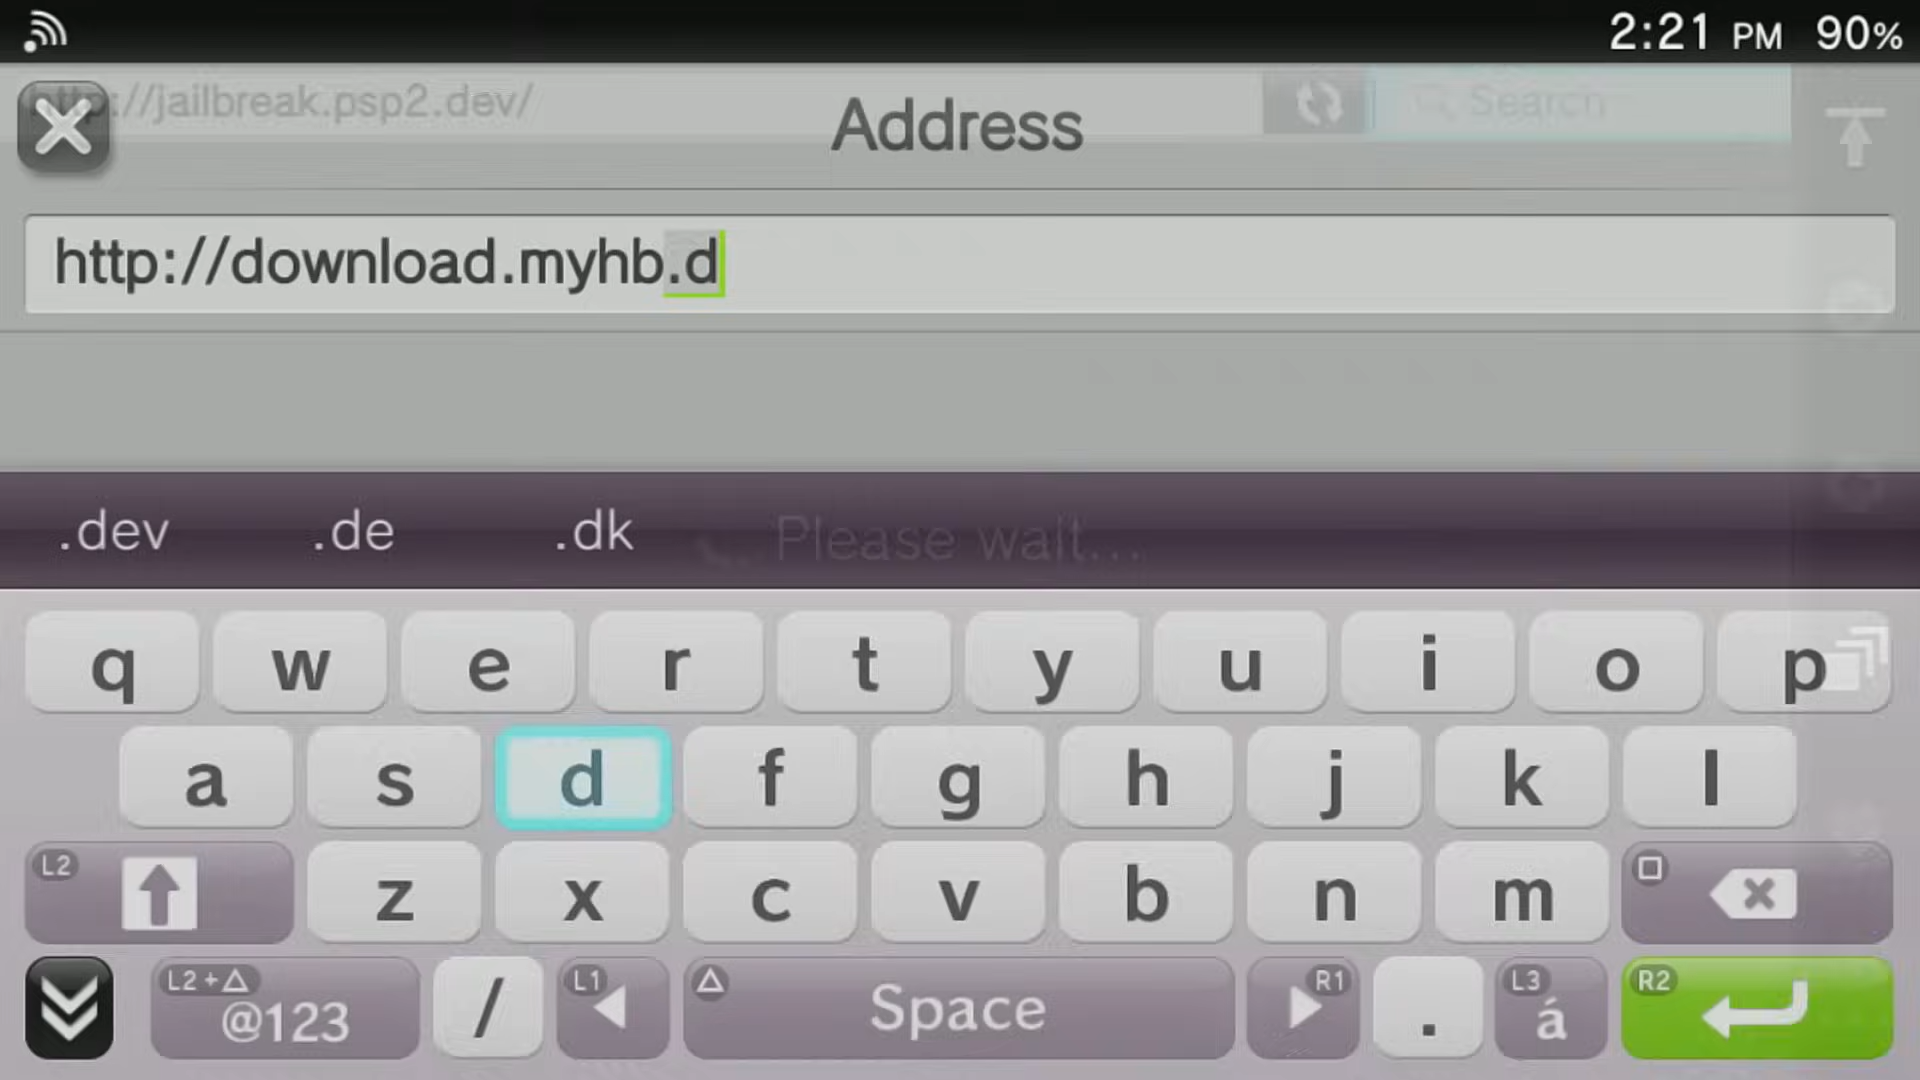 2:21 PM 90%
http://jailbreak.psp2.dev/
Search
Address
http://download.myhb.d
.dev .de .dk
Please wait...
q w e r t y u i o p
a s d f g h j k l
L2 z x c v b n m
L2 + △ @123 / L1 Space R1 . L3 á R2